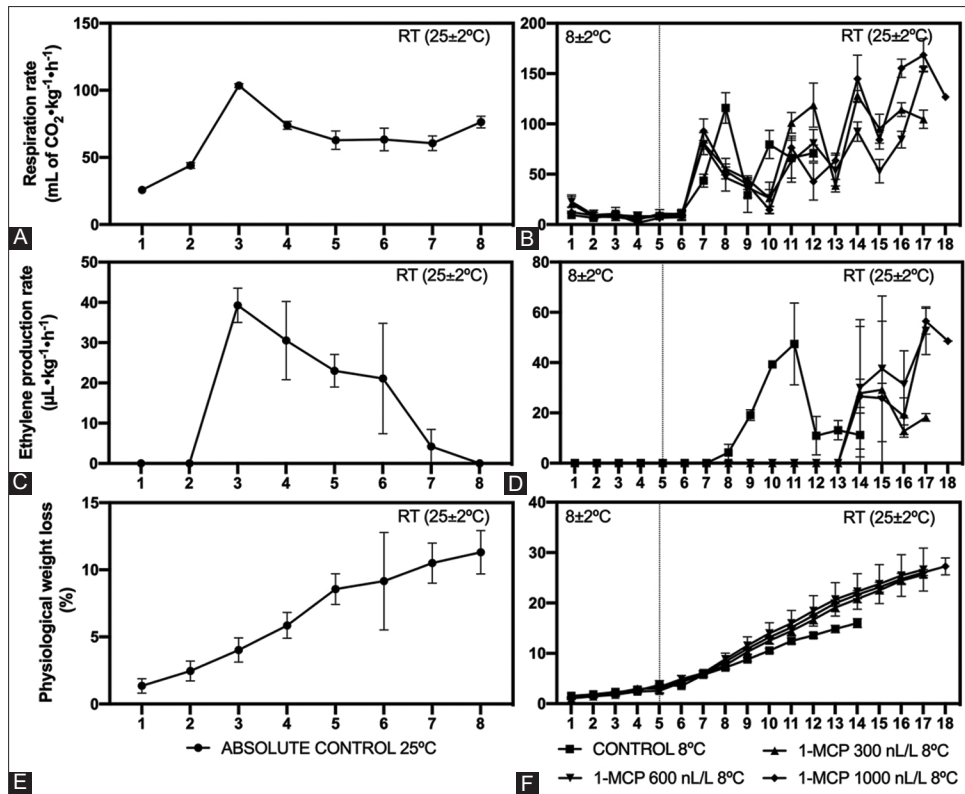 RT (25±2ºC)
150
100
50
0
Respiration rate
(mL of CO2•kg-1•h-1)
1 2 3 4 5 6 7 8
A
8±2ºC
RT (25±2ºC)
200
150
100
50
0
1 2 3 4 5 6 7 8 9 10 11 12 13 14 15 16 17 18
B
RT (25±2ºC)
50
40
30
20
10
0
Ethylene production rate
(µL•kg-1•h-1)
1 2 3 4 5 6 7 8
C
8±2ºC
RT (25±2ºC)
80
60
40
20
0
1 2 3 4 5 6 7 8 9 10 11 12 13 14 15 16 17 18
D
RT (25±2ºC)
15
10
5
0
Physiological weight loss
(%)
1 2 3 4 5 6 7 8
ABSOLUTE CONTROL 25ºC
E
8±2ºC
RT (25±2ºC)
40
30
20
10
0
1 2 3 4 5 6 7 8 9 10 11 12 13 14 15 16 17 18
CONTROL 8ºC
1-MCP 300 nL/L 8ºC
1-MCP 600 nL/L 8ºC
1-MCP 1000 nL/L 8ºC
F